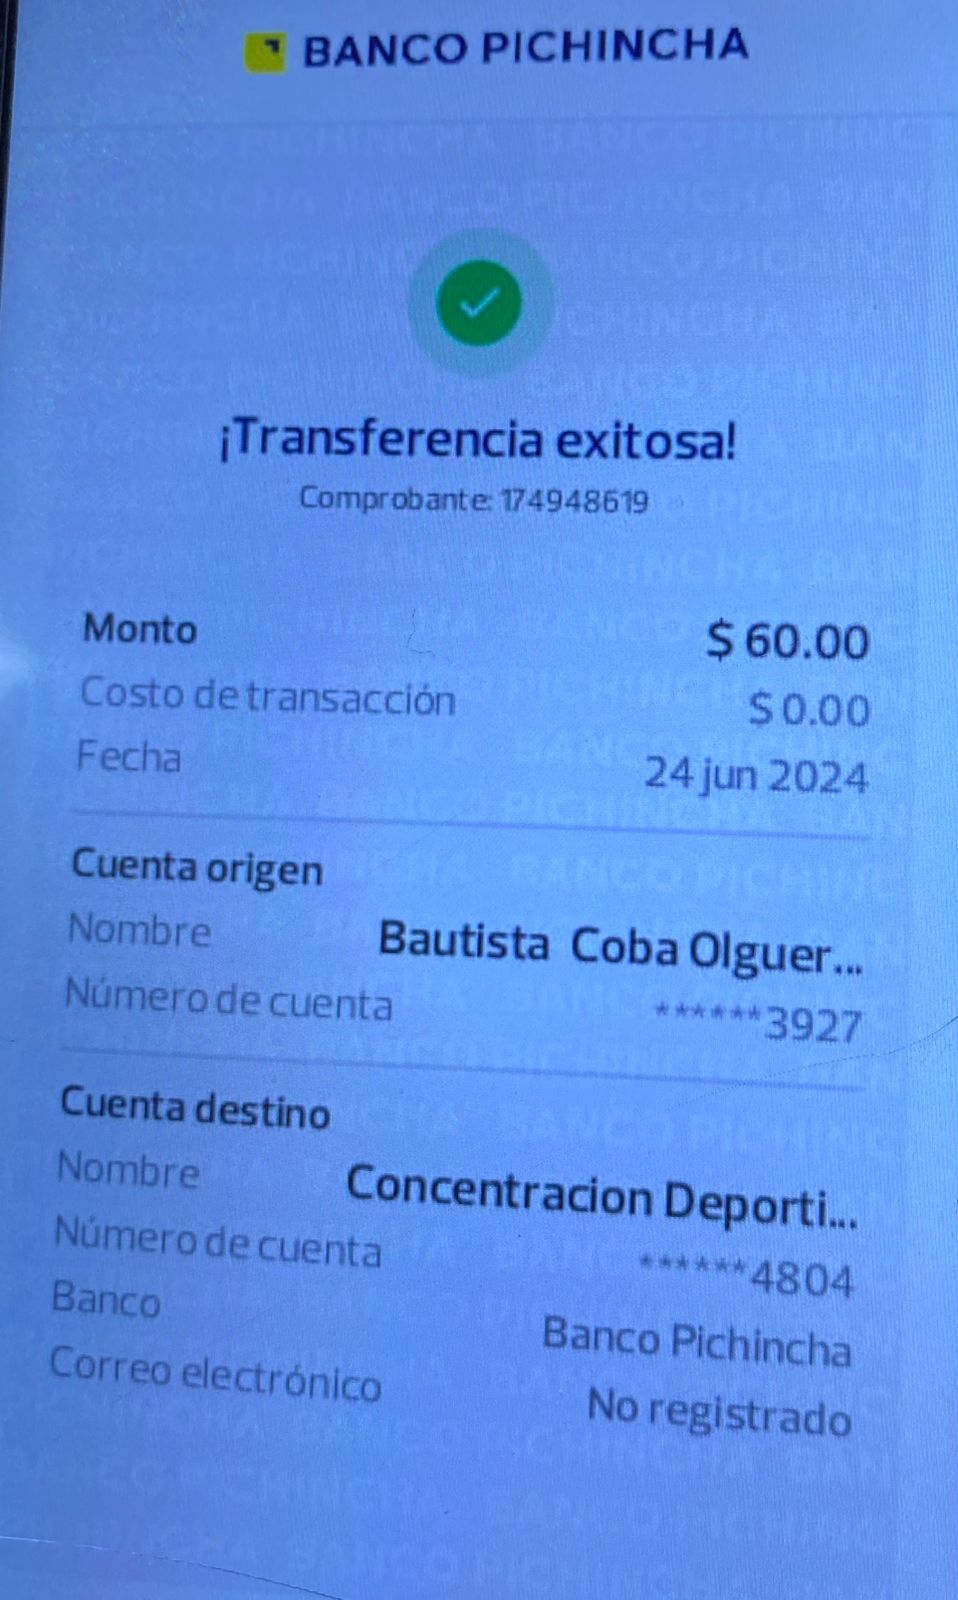 BANCO PICHINCHA
¡Transferencia exitosa!
Comprobante: 174948619
Monto $ 60.00
Costo de transacción $ 0.00
Fecha 24 jun 2024
Cuenta origen
Nombre Bautista Coba Olguer...
Número de cuenta ******3927
Cuenta destino
Nombre Concentracion Deporti...
Número de cuenta ******4804
Banco Banco Pichincha
Correo electrónico No registrado